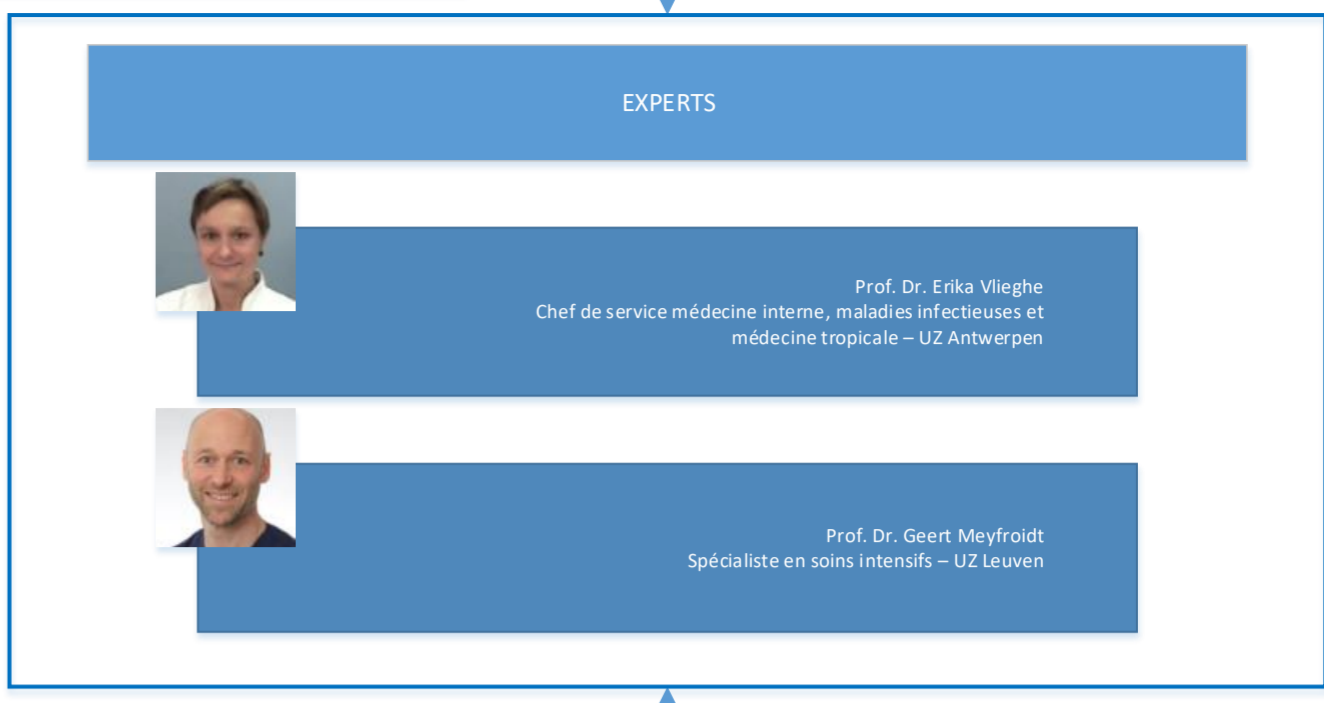 EXPERTS
Prof. Dr. Erika Vlieghe
Chef de service médecine interne, maladies infectieuses et
médecine tropicale – UZ Antwerpen
Prof. Dr. Geert Meyfroidt
Spécialiste en soins intensifs – UZ Leuven